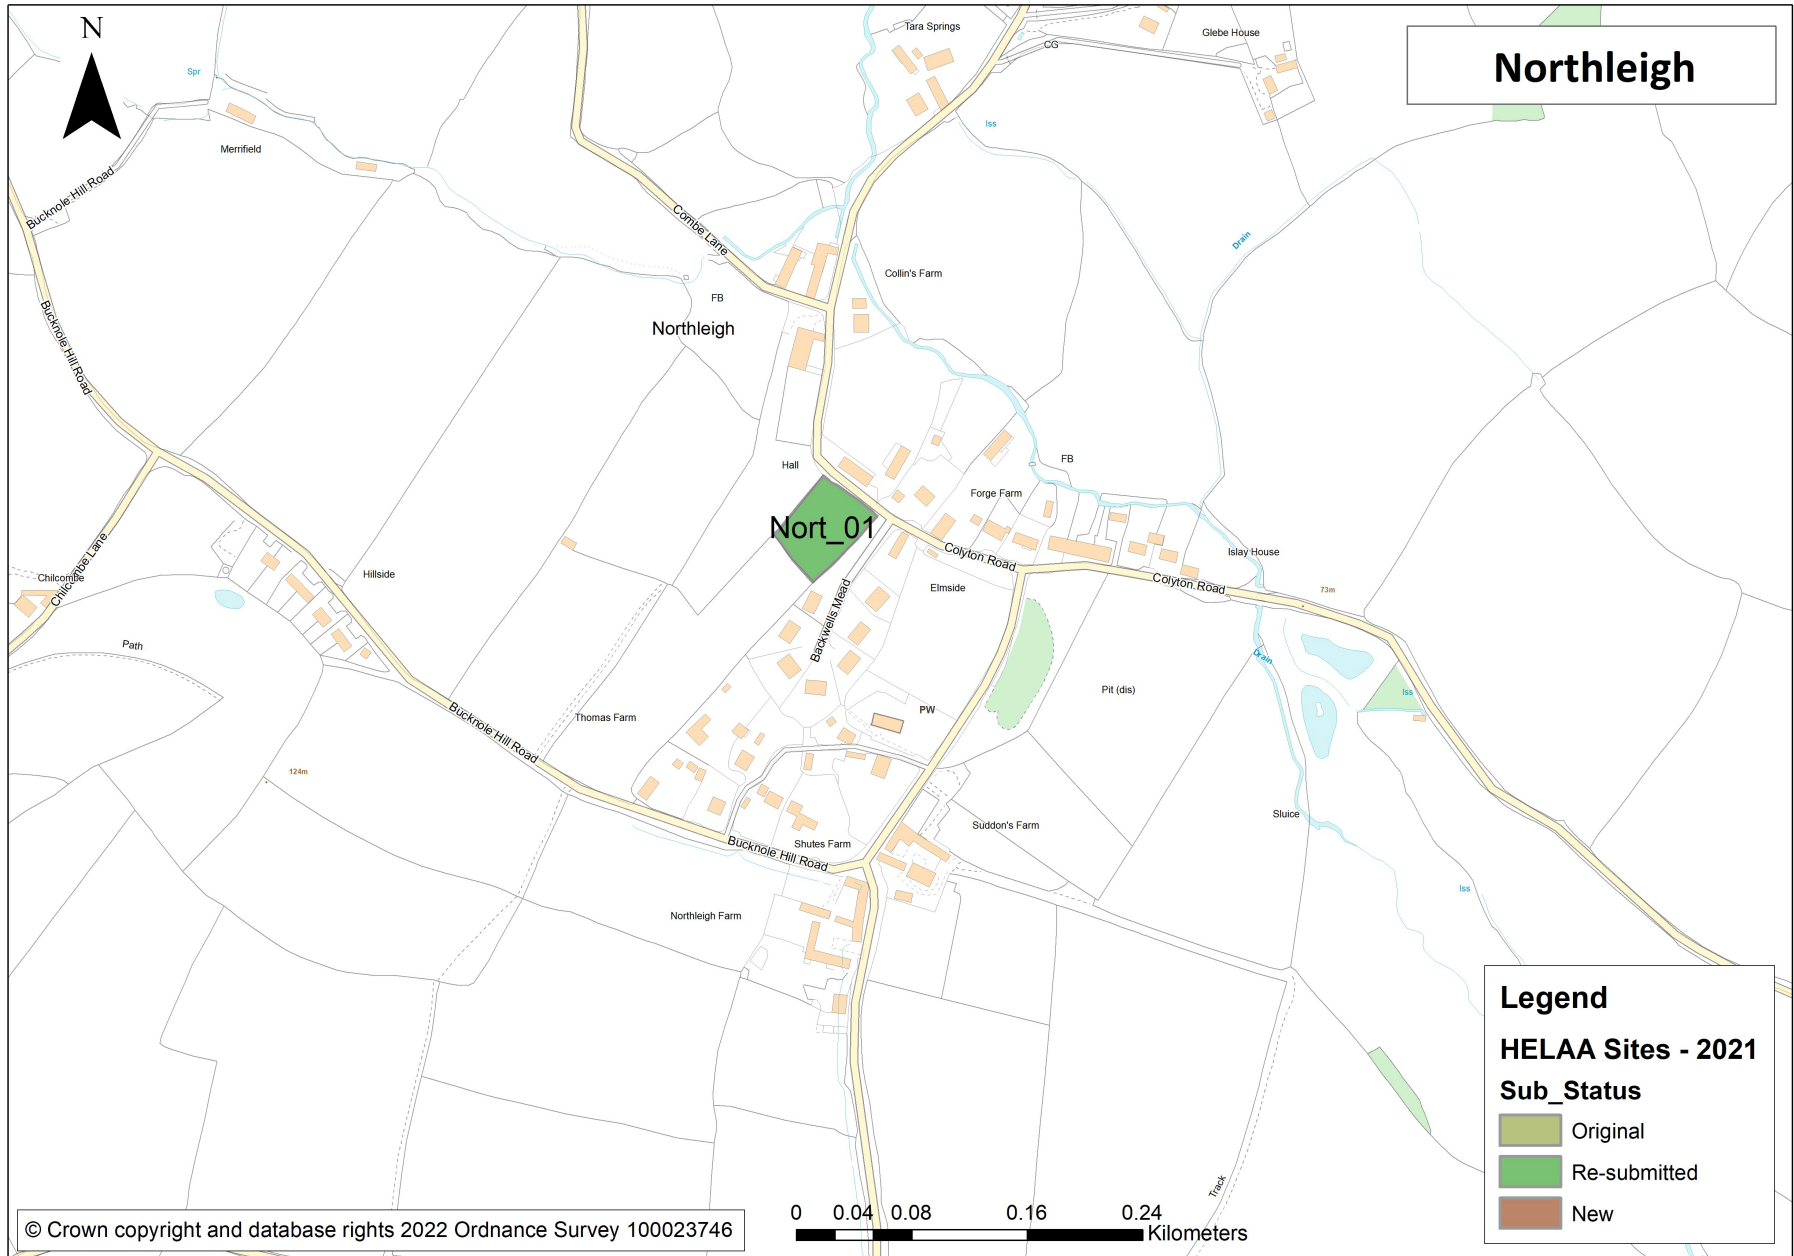 N
Northleigh
Tara Springs
Glebe House
CG
Spr
Iss
Merrifield
Bucknole Hill Road
Combe Lane
Drain
Collin's Farm
FB
Northleigh
Bucknole Hill Road
Hall
FB
Forge Farm
Nort_01
Colyton Road
Islay House
Chilcombe Lane
Chilcombe
Hillside
Elmside
Colyton Road
73m
Backwells Mead
Path
Drain
Pit (dis)
Iss
PW
Thomas Farm
Bucknole Hill Road
124m
Sluice
Suddon's Farm
Shutes Farm
Bucknole Hill Road
Iss
Northleigh Farm
Track
Legend
HELAA Sites - 2021
Sub_Status
Original
Re-submitted
New
0 0.04 0.08 0.16 0.24
Kilometers
© Crown copyright and database rights 2022 Ordnance Survey 100023746